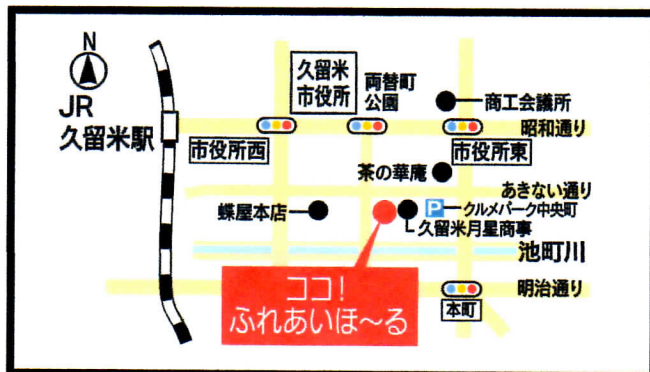 N
JR
久留米駅
久留米
市役所
両替町
公園
商工会議所
昭和通り
市役所西
市役所東
茶の華庵
あきない通り
蝶屋本店
P
クルメパーク中央町
久留米月星商事
池町川
ココ!
ふれあいほ〜る
明治通り
本町